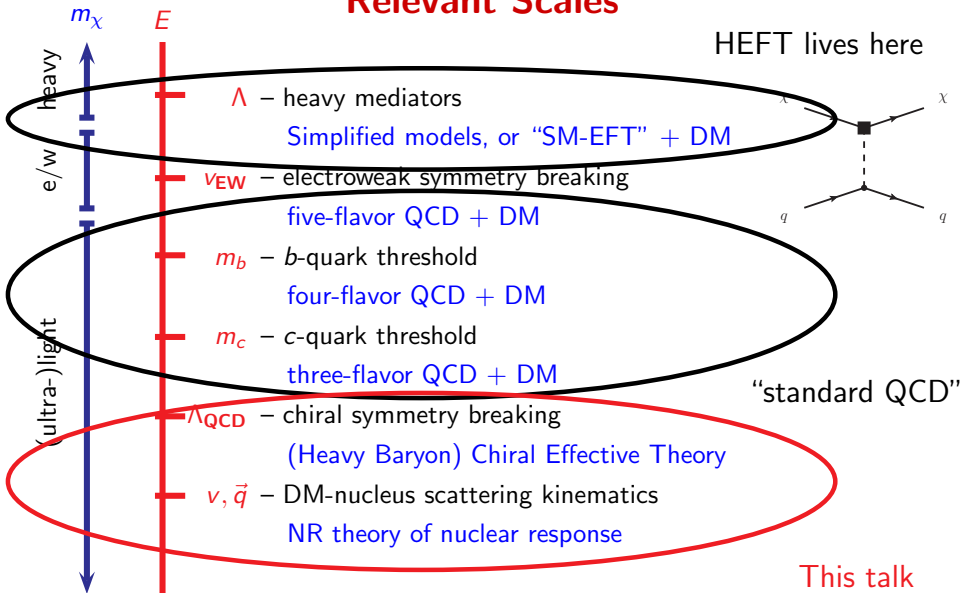 Relevant Scales
m_χ
E
HEFT lives here
heavy
Λ – heavy mediators
χ
χ
Simplified models, or “SM-EFT” + DM
e/w
v_EW – electroweak symmetry breaking
five-flavor QCD + DM
q
q
m_b – b-quark threshold
four-flavor QCD + DM
m_c – c-quark threshold
three-flavor QCD + DM
(ultra-)light
“standard QCD”
Λ_QCD – chiral symmetry breaking
(Heavy Baryon) Chiral Effective Theory
v, q⃗ – DM-nucleus scattering kinematics
NR theory of nuclear response
This talk